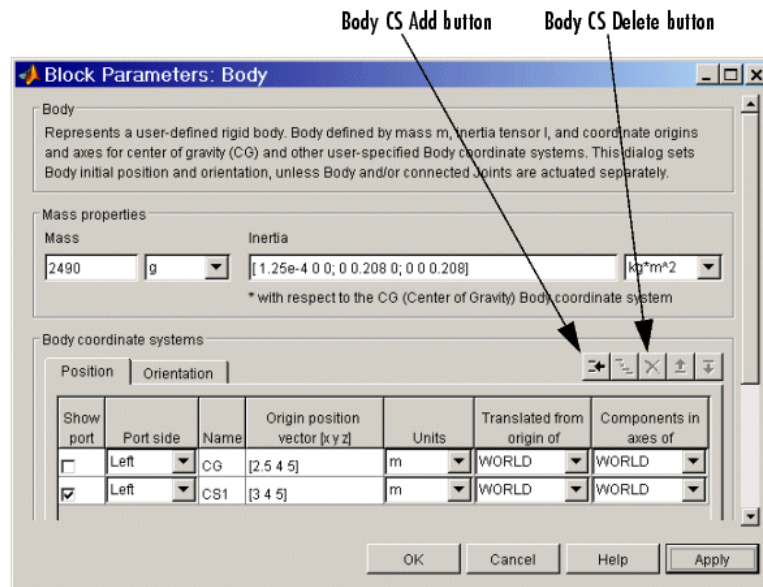 Body CS Add button Body CS Delete button
Block Parameters: Body
Body
Represents a user-defined rigid body. Body defined by mass m, inertia tensor I, and coordinate origins
and axes for center of gravity (CG) and other user-specified Body coordinate systems. This dialog sets
Body initial position and orientation, unless Body and/or connected Joints are actuated separately.
Mass properties
Mass Inertia
2490 g [ 1.25e-4 0 0; 0 0.208 0; 0 0 0.208] kg*m^2
* with respect to the CG (Center of Gravity) Body coordinate system
Body coordinate systems
Position Orientation
Show port Port side Name Origin position vector [x y z] Units Translated from origin of Components in axes of
Left CG [2.5 4 5] m WORLD WORLD
Left CS1 [3 4 5] m WORLD WORLD
OK Cancel Help Apply